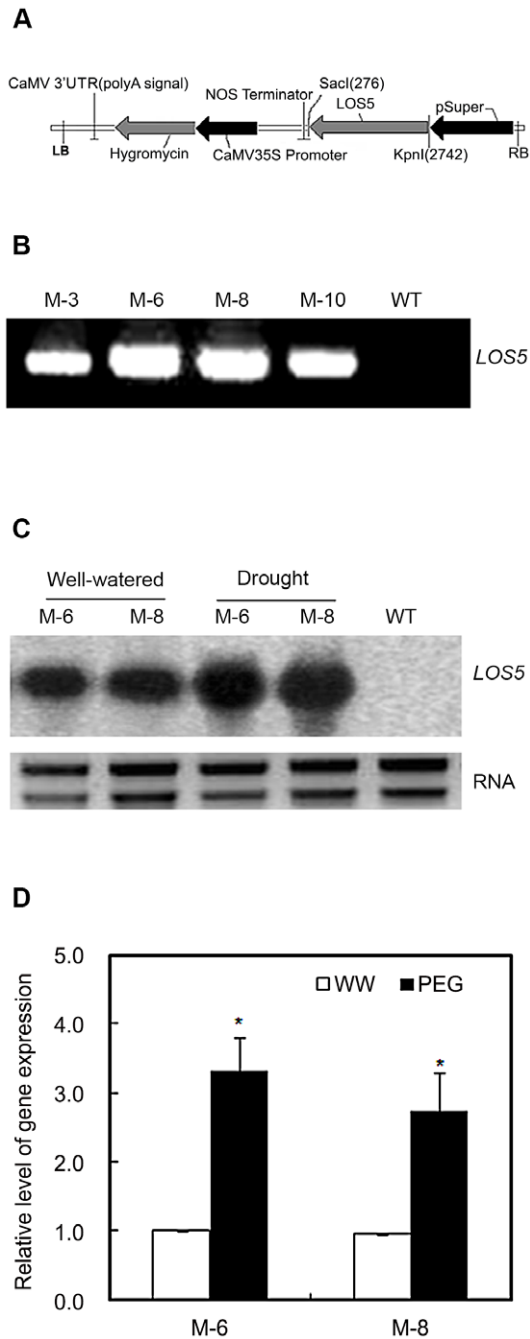 A
CaMV 3'UTR(polyA signal)
SacI(276)
NOS Terminator
LOS5
pSuper
LB
Hygromycin
CaMV35S Promoter
KpnI(2742)
RB
B
M-3 M-6 M-8 M-10 WT
LOS5
C
Well-watered Drought
M-6 M-8 M-6 M-8 WT
LOS5
RNA
D
Relative level of gene expression
5.0
4.0
3.0
2.0
1.0
0.0
WW PEG
* *
M-6 M-8